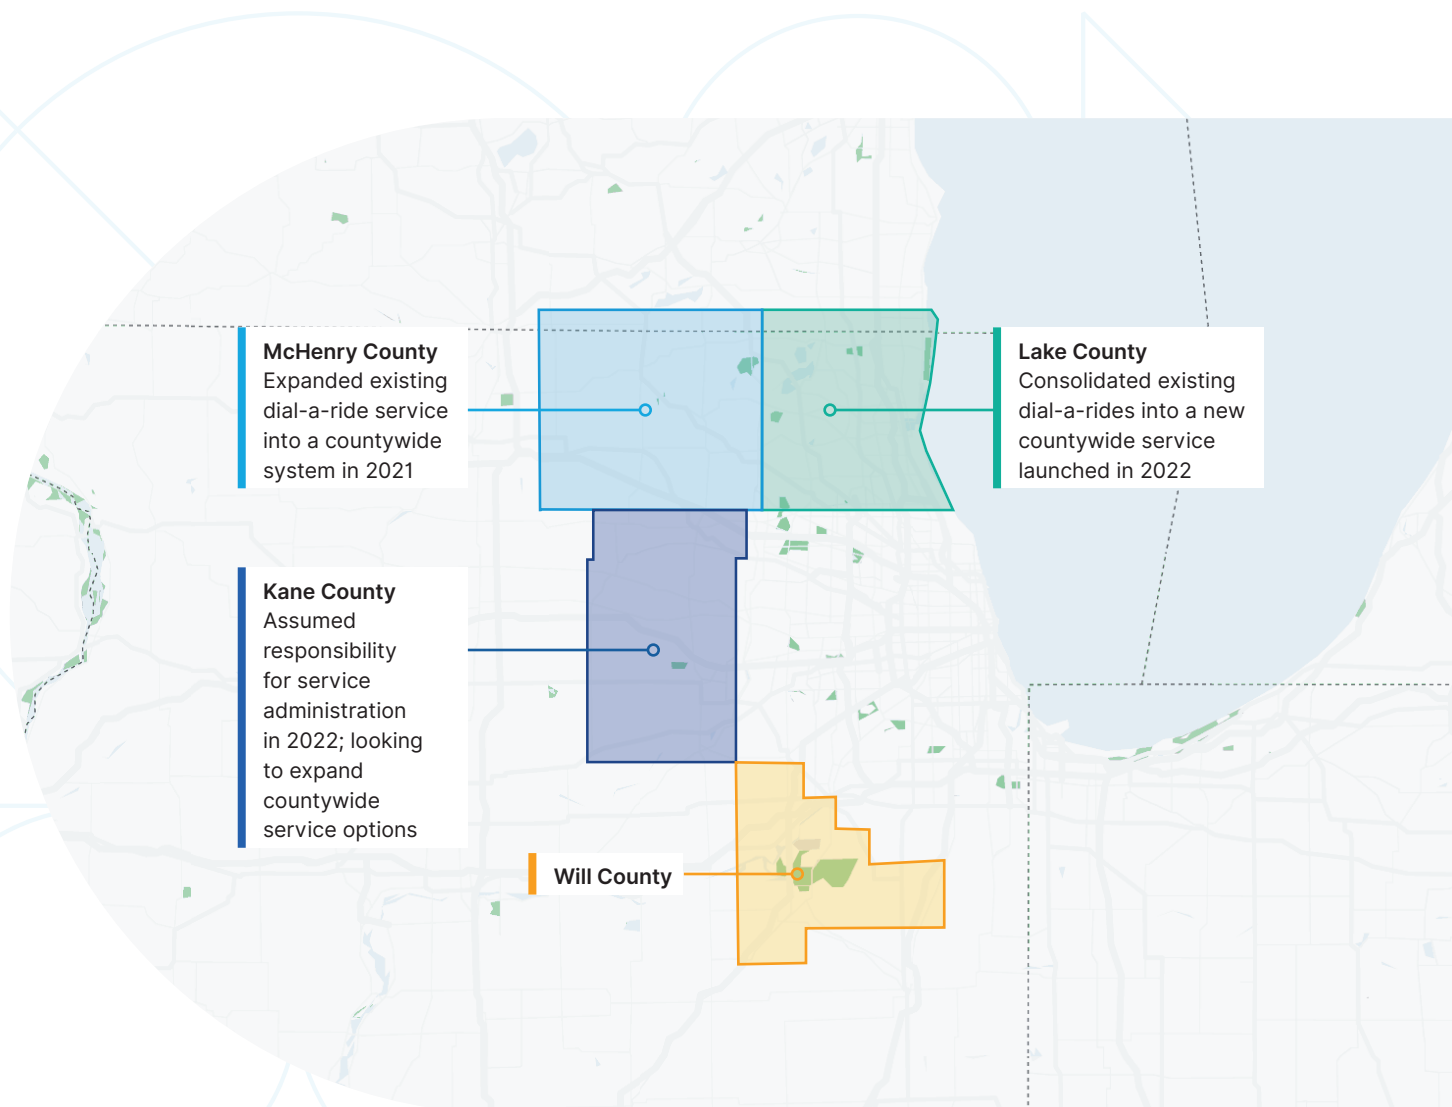 McHenry County
Expanded existing
dial-a-ride service
into a countywide
system in 2021
Lake County
Consolidated existing
dial-a-rides into a new
countywide service
launched in 2022
Kane County
Assumed
responsibility
for service
administration
in 2022; looking
to expand
countywide
service options
Will County